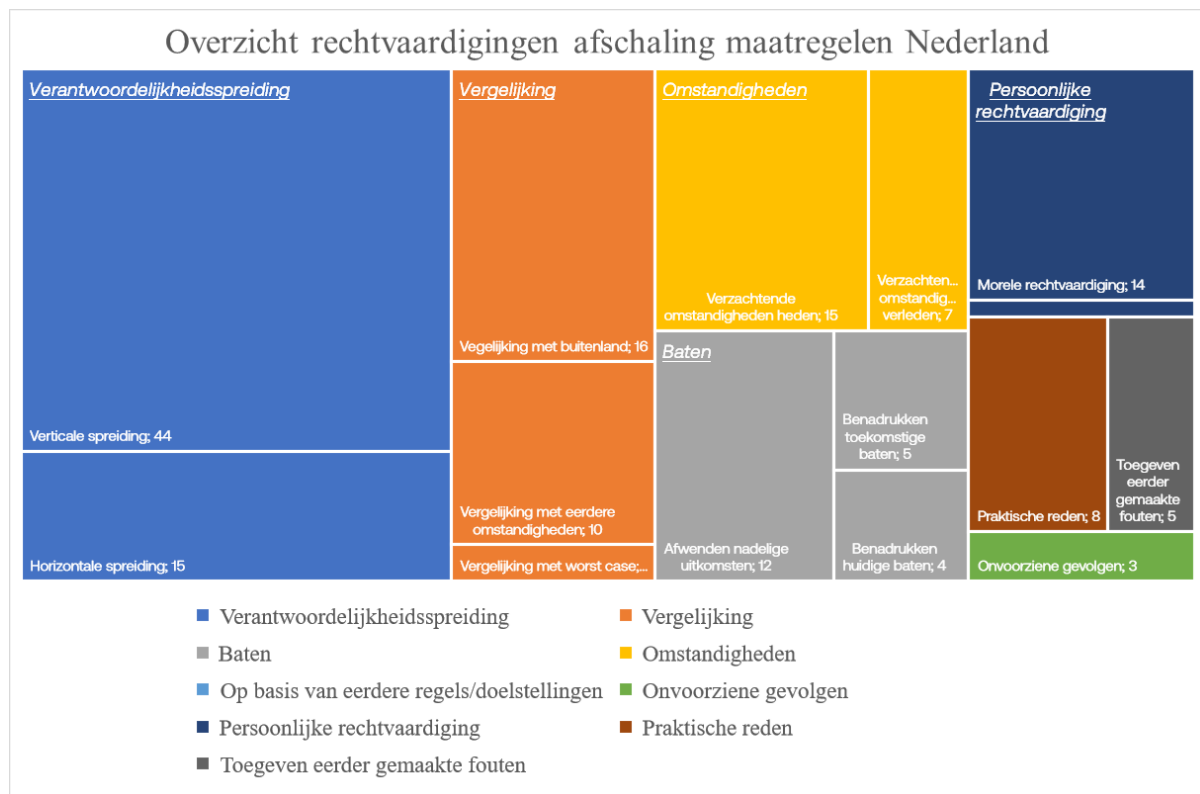 Overzicht rechtvaardigingen afschaling maatregelen Nederland
Verantwoordelijkheidsspreiding
Verticale spreiding; 44
Horizontale spreiding; 15
Vergelijking
Vegelijking met buitenland; 16
Vergelijking met eerdere
omstandigheden; 10
Vergelijking met worst case;...
Omstandigheden
Verzachtende
omstandigheden heden; 15
Verzachten...
omstandig...
verleden; 7
Baten
Afwenden nadelige
uitkomsten; 12
Benadrukken
toekomstige
baten; 5
Benadrukken
huidige baten; 4
Persoonlijke
rechtvaardiging
Morele rechtvaardiging; 14
Praktische reden; 8
Toegeven
eerder
gemaakte
fouten; 5
Onvoorziene gevolgen; 3
Verantwoordelijkheidsspreiding
Vergelijking
Baten
Omstandigheden
Op basis van eerdere regels/doelstellingen
Onvoorziene gevolgen
Persoonlijke rechtvaardiging
Praktische reden
Toegeven eerder gemaakte fouten